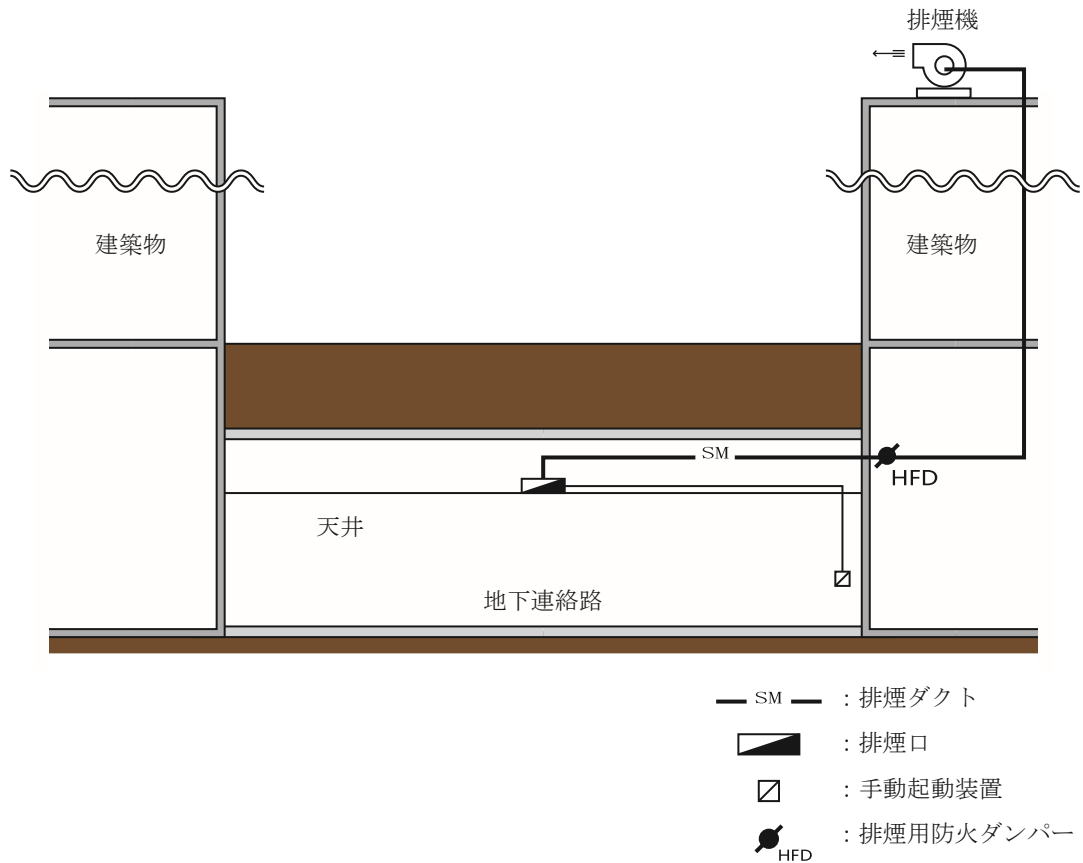 排煙機
建築物
建築物
SM
HFD
天井
地下連絡路
SM ：排煙ダクト
：排煙口
：手動起動装置
HFD ：排煙用防火ダンパー